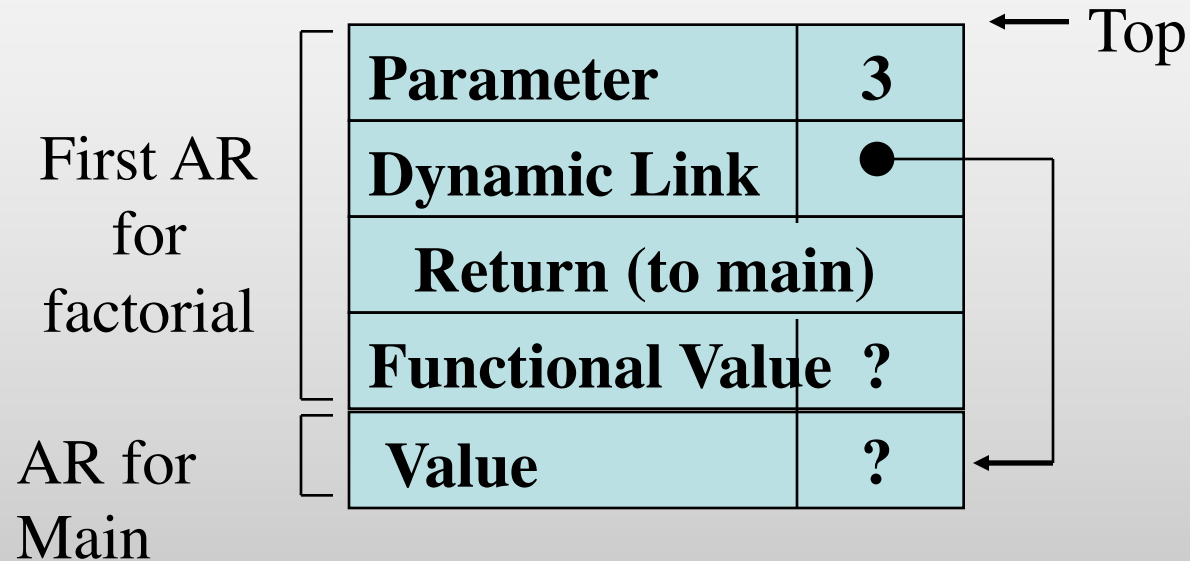 Top
Parameter 3
First AR
for
factorial
Dynamic Link
Return (to main)
Functional Value ?
AR for
Main
Value ?